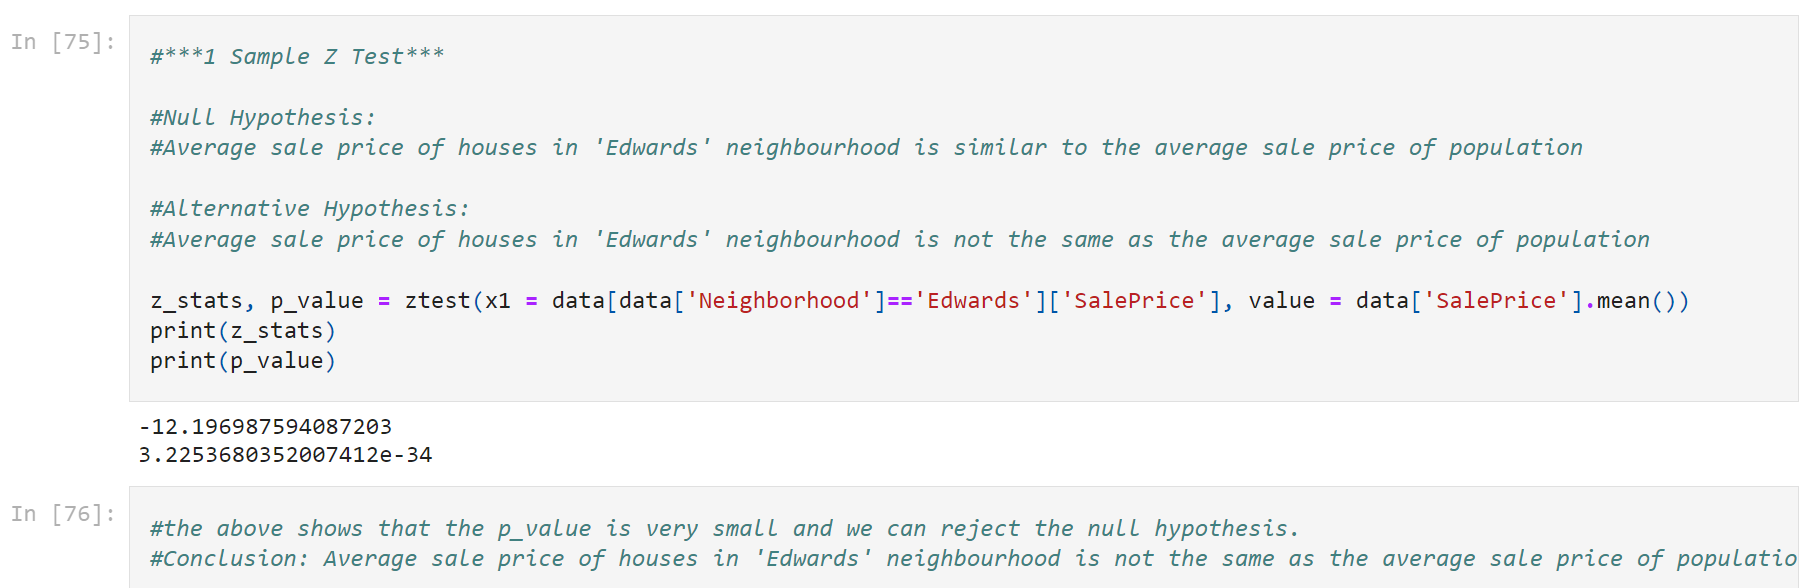 In [75]:
#***1 Sample Z Test***
#Null Hypothesis:
#Average sale price of houses in 'Edwards' neighbourhood is similar to the average sale price of population
#Alternative Hypothesis:
#Average sale price of houses in 'Edwards' neighbourhood is not the same as the average sale price of population
z_stats, p_value = ztest(x1 = data[data['Neighborhood']=='Edwards']['SalePrice'], value = data['SalePrice'].mean())
print(z_stats)
print(p_value)
-12.196987594087203
3.2253680352007412e-34
In [76]:
#the above shows that the p_value is very small and we can reject the null hypothesis.
#Conclusion: Average sale price of houses in 'Edwards' neighbourhood is not the same as the average sale price of populatio